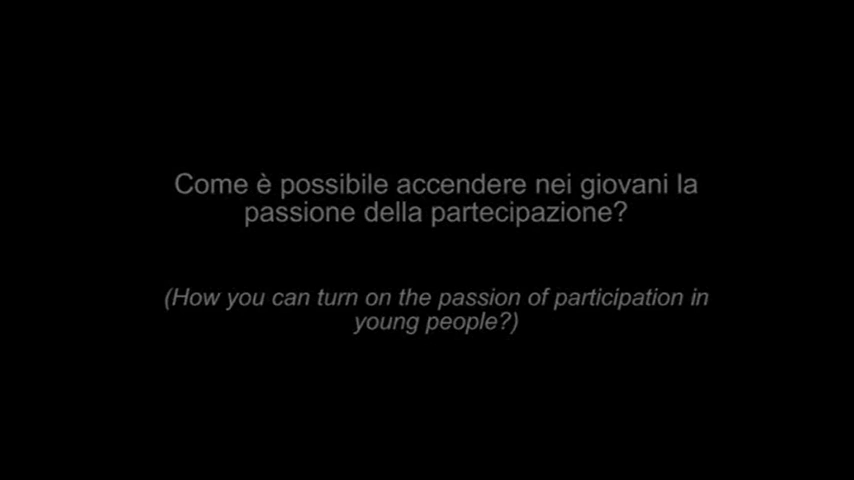 Come è possibile accendere nei giovani la
passione della partecipazione?
(How you can turn on the passion of participation in
young people?)